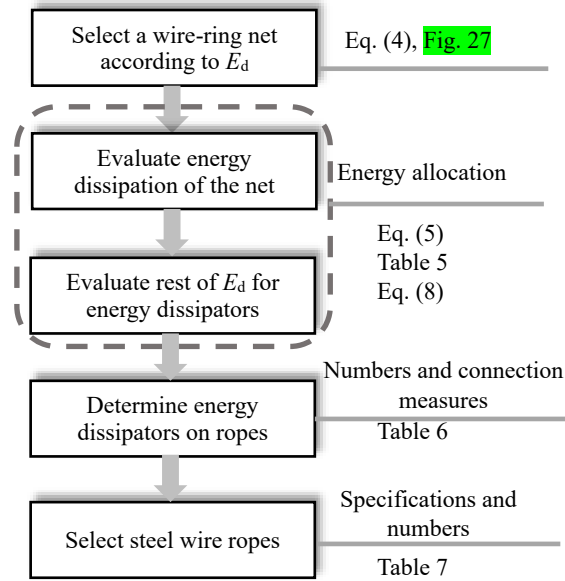 Select a wire-ring net
according to Ed
Eq. (4), Fig. 27
Evaluate energy
dissipation of the net
Energy allocation
Eq. (5)
Table 5
Eq. (8)
Evaluate rest of Ed for
energy dissipators
Numbers and connection
measures
Determine energy
dissipators on ropes
Table 6
Specifications and
numbers
Select steel wire ropes
Table 7